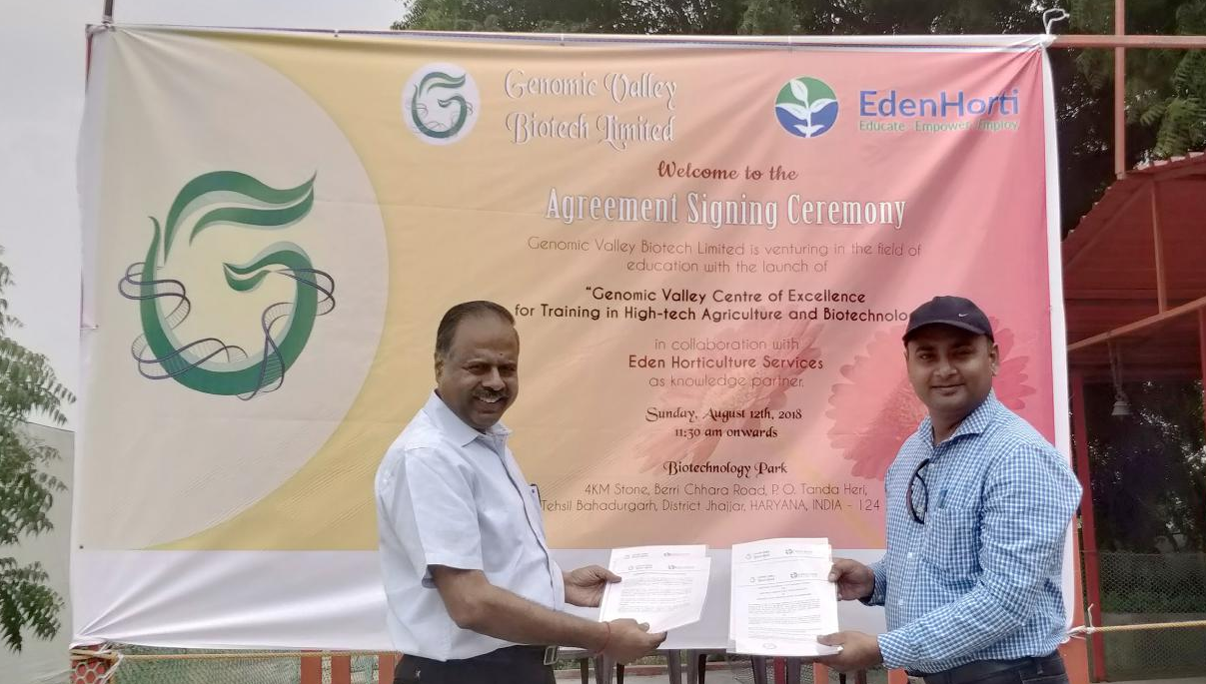 Genomic Valley
Biotech Limited
EdenHorti
Educate Empower Employ
Welcome to the
Agreement Signing Ceremony
Genomic Valley Biotech Limited is venturing in the field of
education with the launch of
"Genomic Valley Centre of Excellence
for Training in High-tech Agriculture and Biotechnolo
in collaboration with
Eden Horticulture Services
as knowledge partner.
Sunday, August 12th, 2018
11:30 am onwards
Biotechnology Park
4KM Stone, Berri Chhara Road, P. O. Tanda Heri,
Tehsil Bahadurgarh, District Jhajjar, HARYANA, INDIA - 124